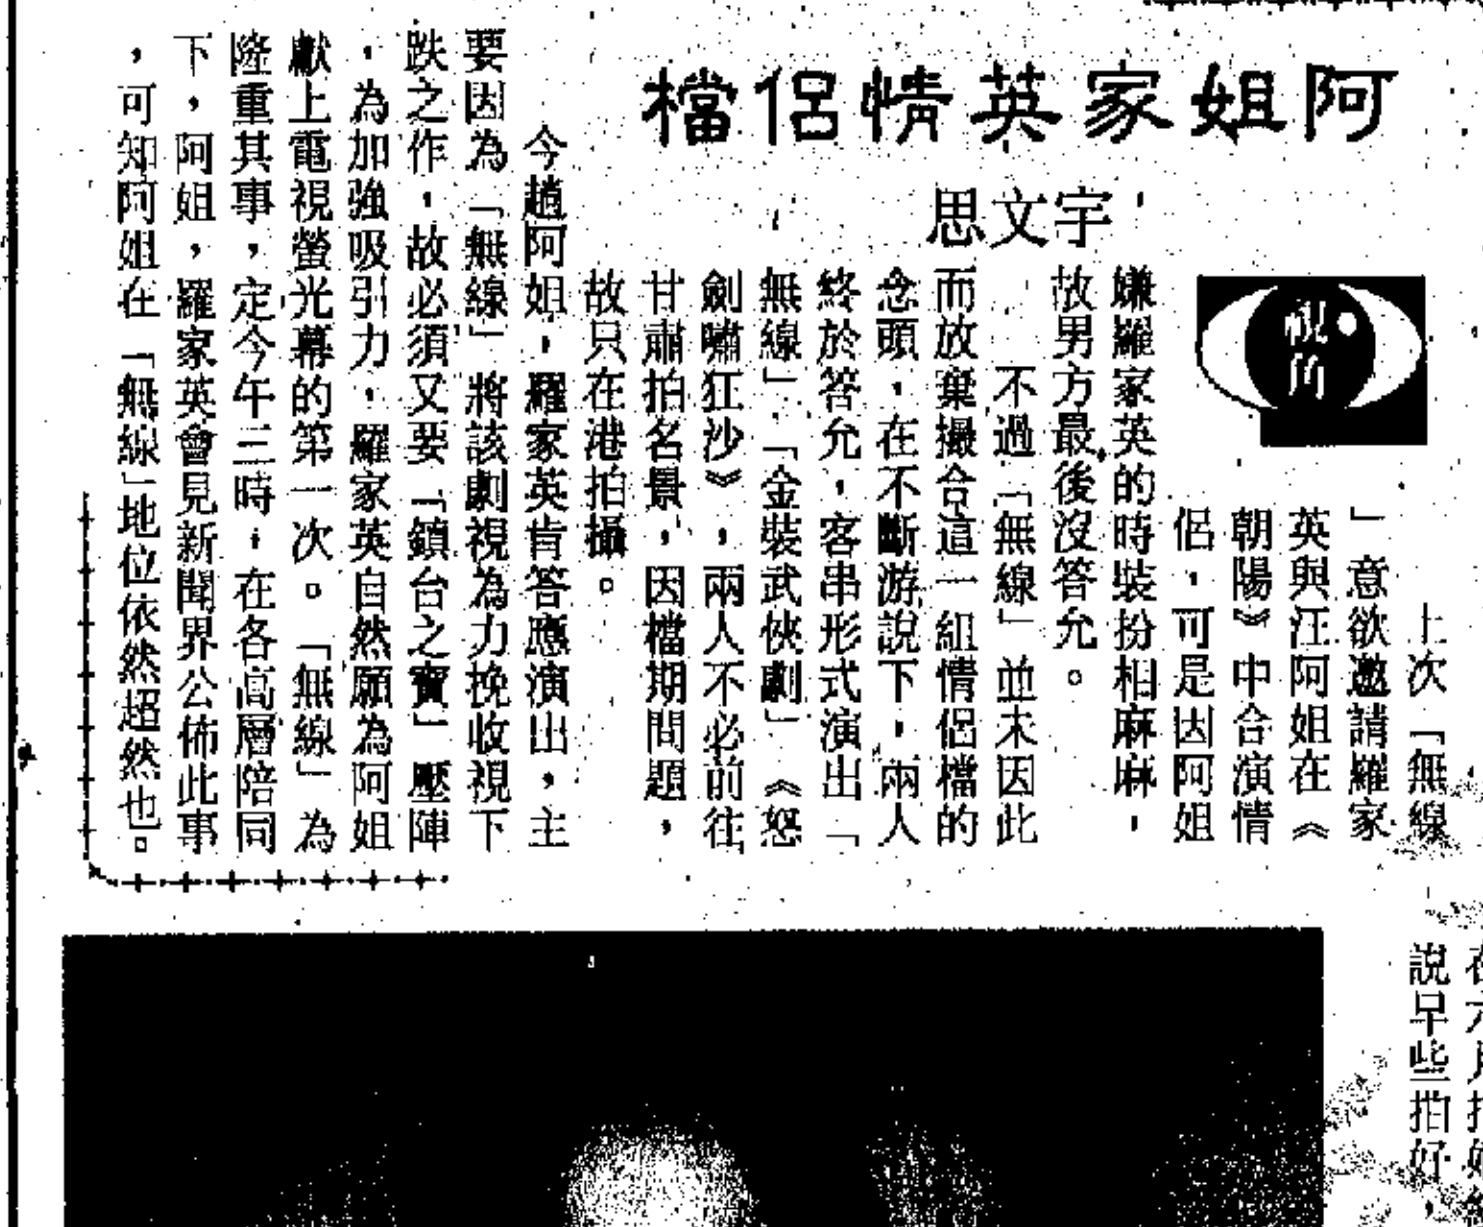 阿姐家英情侶檔
宇文思
視角
上次「無線
」意欲邀請羅家
英與汪阿姐在《
朝陽》中合演情
侶，可是因阿姐
嫌羅家英的時裝扮相麻麻，
故男方最後沒答允。
不過「無線」並未因此
而放棄撮合這一組情侶檔的
念頭，在不斷游說下，兩人
終於答允，客串形式演出「
無線」「金裝武俠劇」《怒
劍嘯狂沙》，兩人不必前往
甘肅拍名景，因檔期問題，
故只在港拍攝。
今趟阿姐，羅家英肯答應演出，主
要因為「無線」將該劇視為力挽收視下
跌之作，故必須又要「鎮台之寶」壓陣
，為加強吸引力，羅家英自然願為阿姐
獻上電視螢光幕的第一次。「無線」為
隆重其事，定今午三時，在各高層陪同
下，阿姐，羅家英會見新聞界公佈此事
，可知阿姐在「無線」地位依然超然也。
說早些拍好，